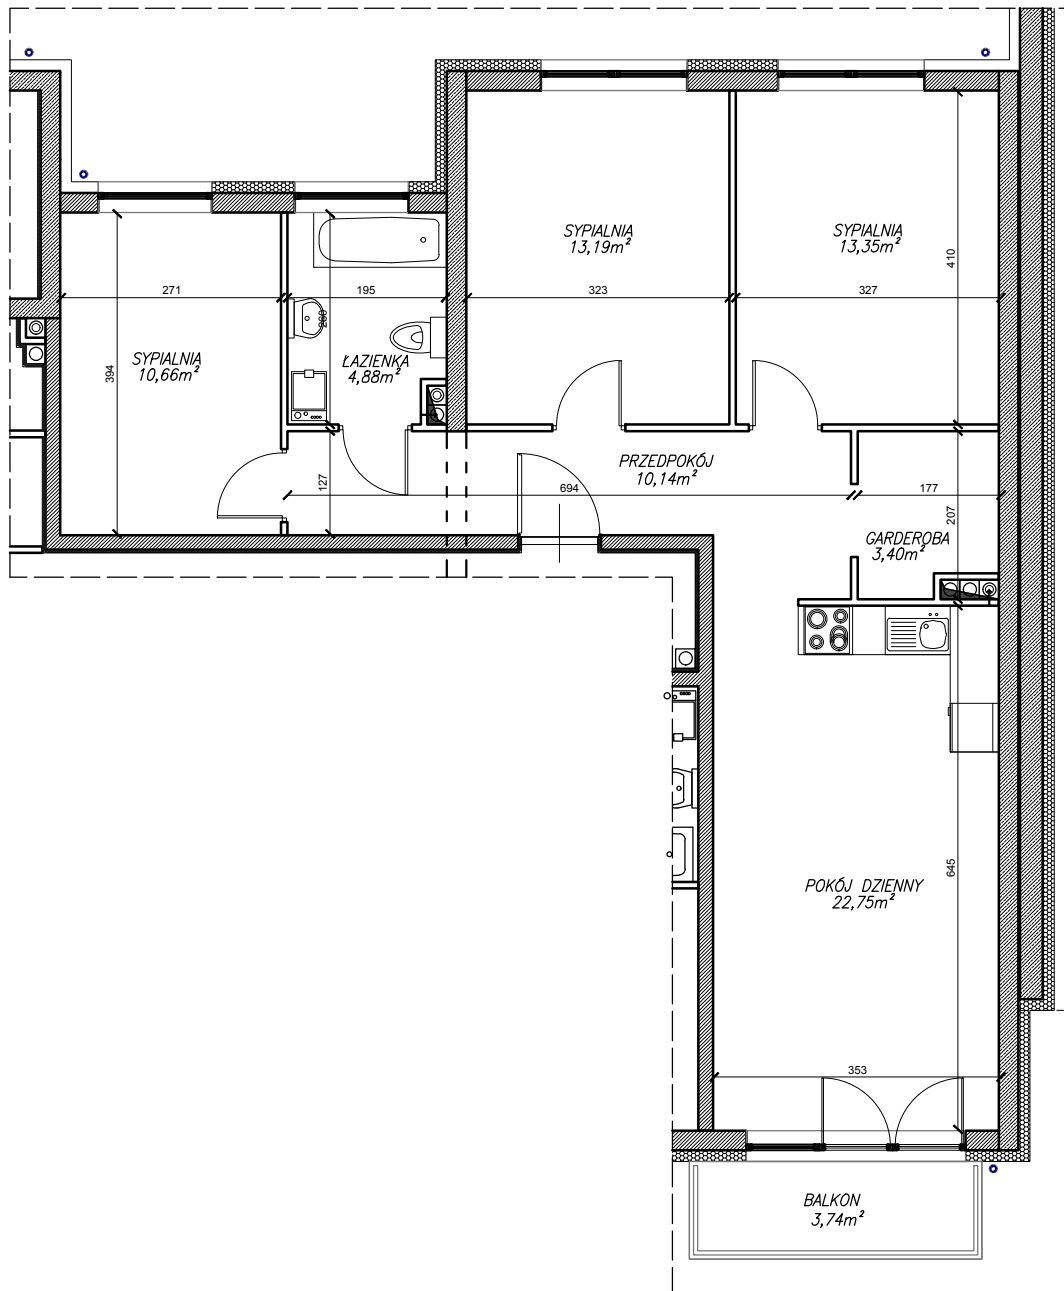 SYPIALNIA
13,19m²
SYPIALNIA
13,35m²
410
271
195
323
327
268
SYPIALNIA
10,66m²
ŁAZIENKA
4,88m²
394
PRZEDPOKÓJ
10,14m²
127
694
177
207
GARDEROBA
3,40m²
645
POKÓJ DZIENNY
22,75m²
353
BALKON
3,74m²